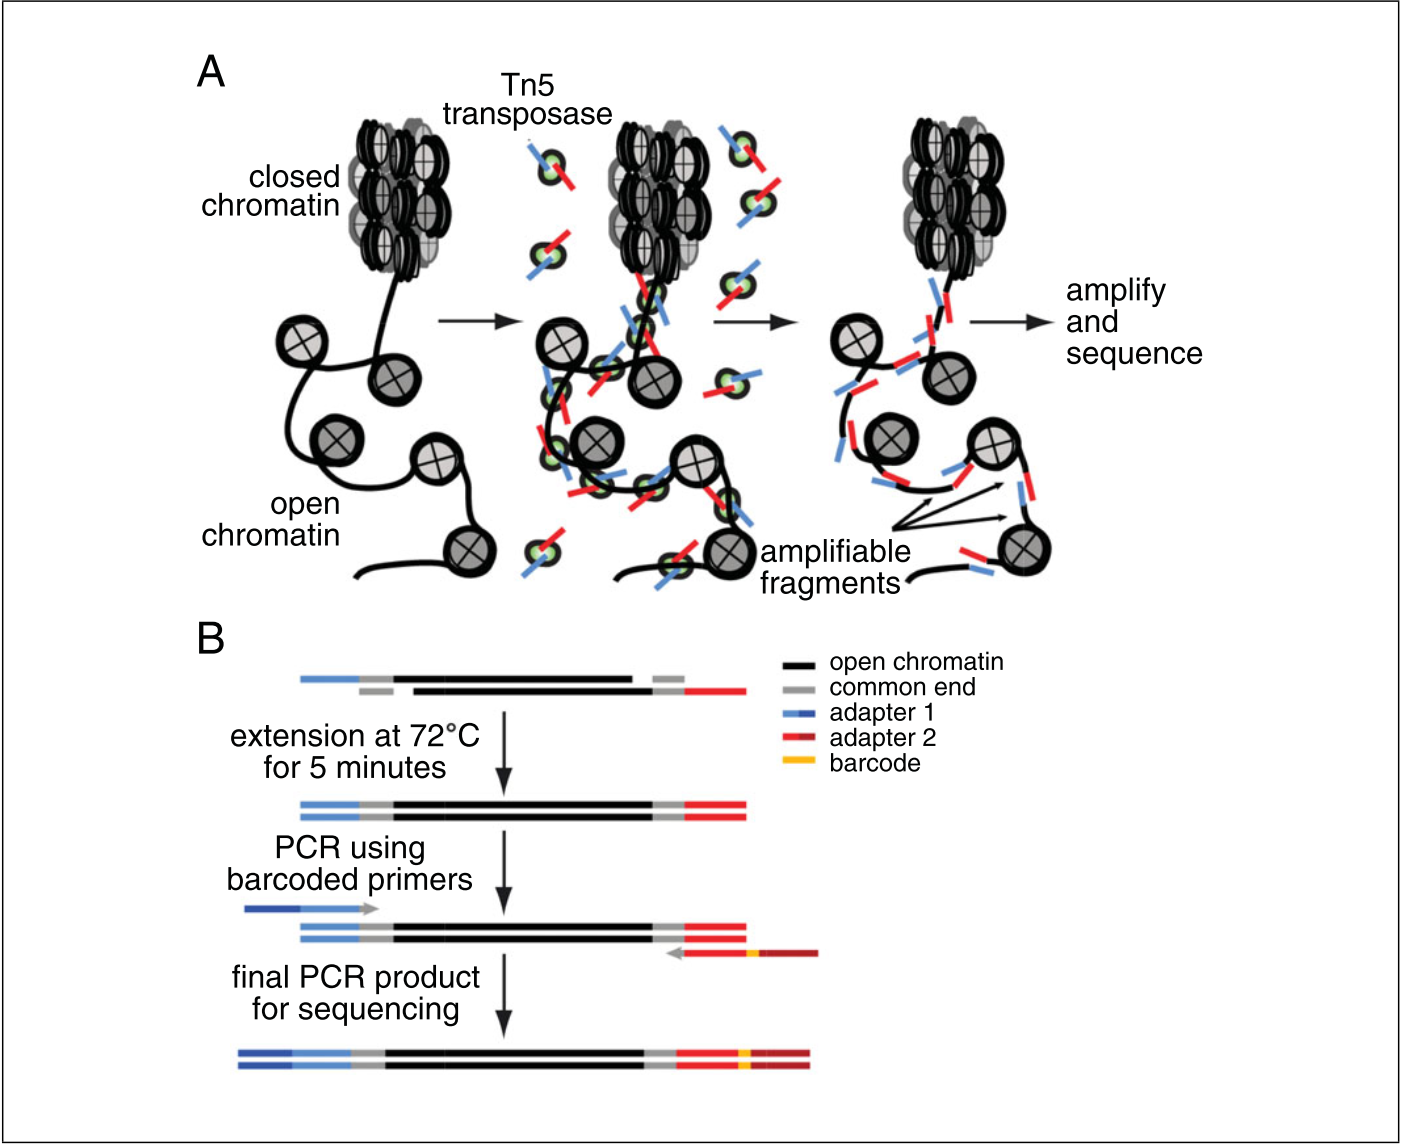 A
Tn5
transposase
closed
chromatin
open
chromatin
amplify
and
sequence
amplifiable
fragments
B
open chromatin
common end
adapter 1
adapter 2
barcode
extension at 72°C
for 5 minutes
PCR using
barcoded primers
final PCR product
for sequencing